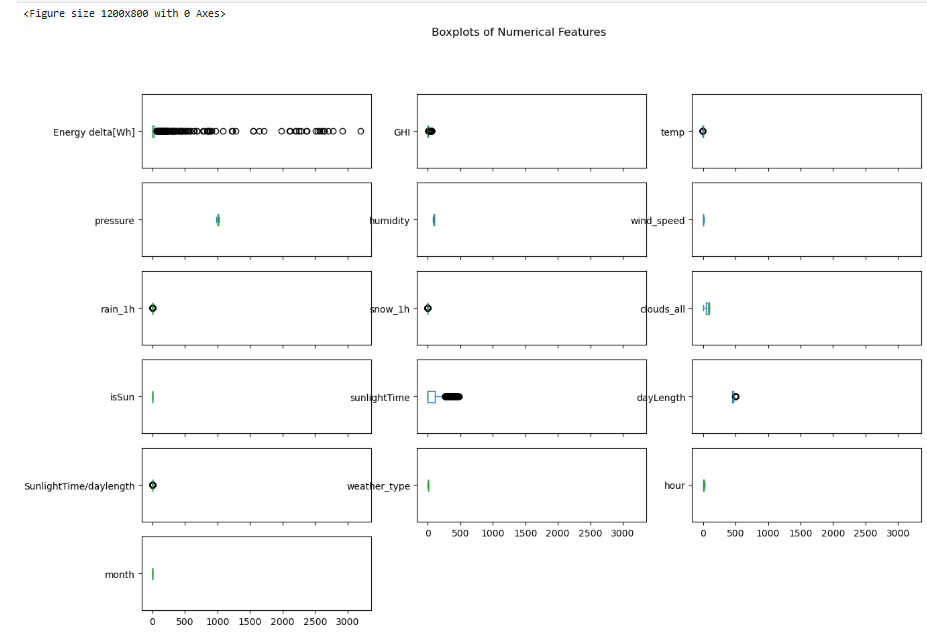 <Figure size 1200x800 with 0 Axes>
Boxplots of Numerical Features
Energy delta[Wh]
GHI
temp
pressure
humidity
wind_speed
rain_1h
snow_1h
clouds_all
isSun
sunlightTime
dayLength
SunlightTime/daylength
weather_type
hour
0 500 1000 1500 2000 2500 3000
0 500 1000 1500 2000 2500 3000
month
0 500 1000 1500 2000 2500 3000